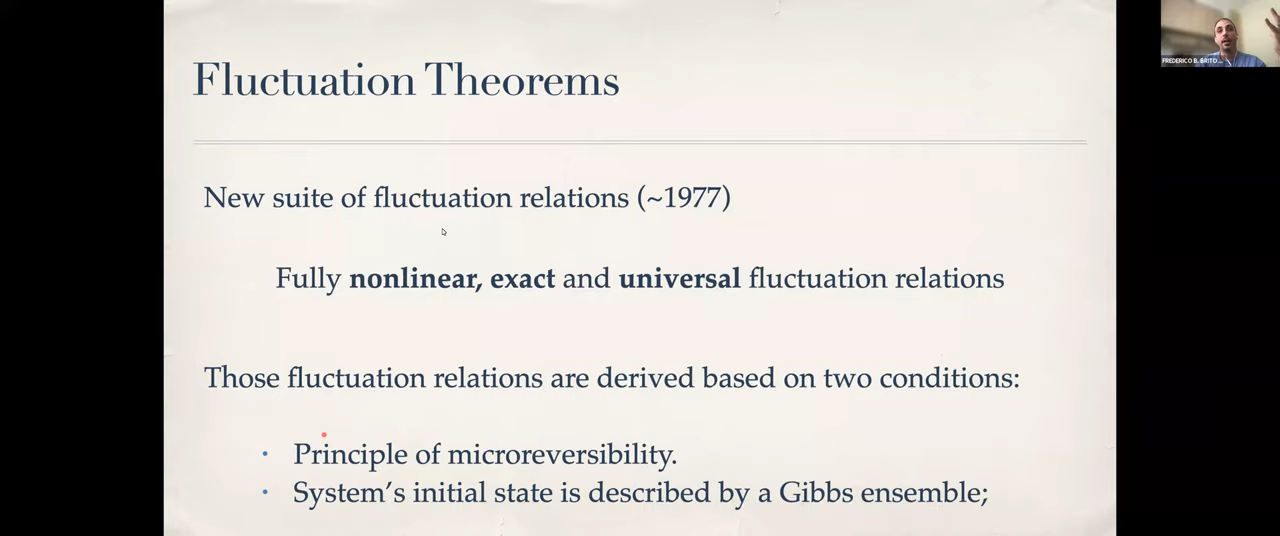 Fluctuation Theorems
FREDERICO B. BRITO ...
New suite of fluctuation relations (~1977)
Fully nonlinear, exact and universal fluctuation relations
Those fluctuation relations are derived based on two conditions:
• Principle of microreversibility.
• System's initial state is described by a Gibbs ensemble;